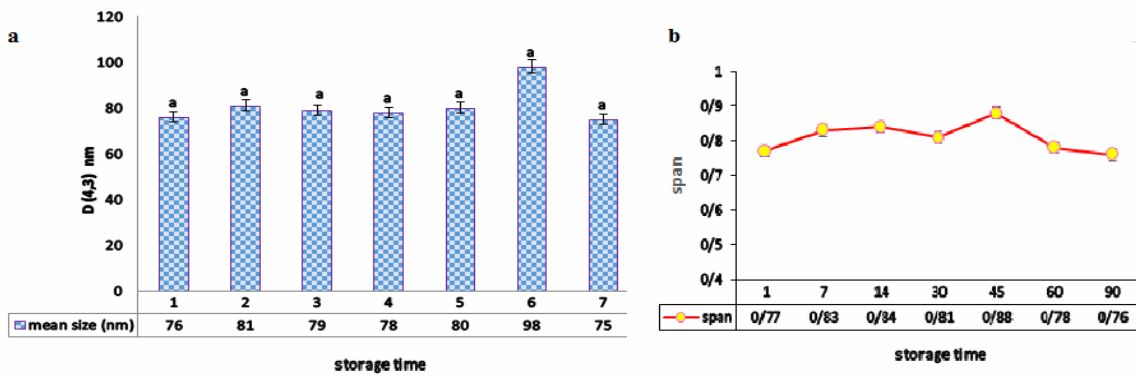 a
D (4,3) nm
120
100
80
60
40
20
0
a a a a a a a
1 2 3 4 5 6 7
mean size (nm) 76 81 79 78 80 98 75
storage time
b
span
1
0/9
0/8
0/7
0/6
0/5
0/4
1 7 14 30 45 60 90
span 0/77 0/83 0/84 0/81 0/88 0/78 0/76
storage time